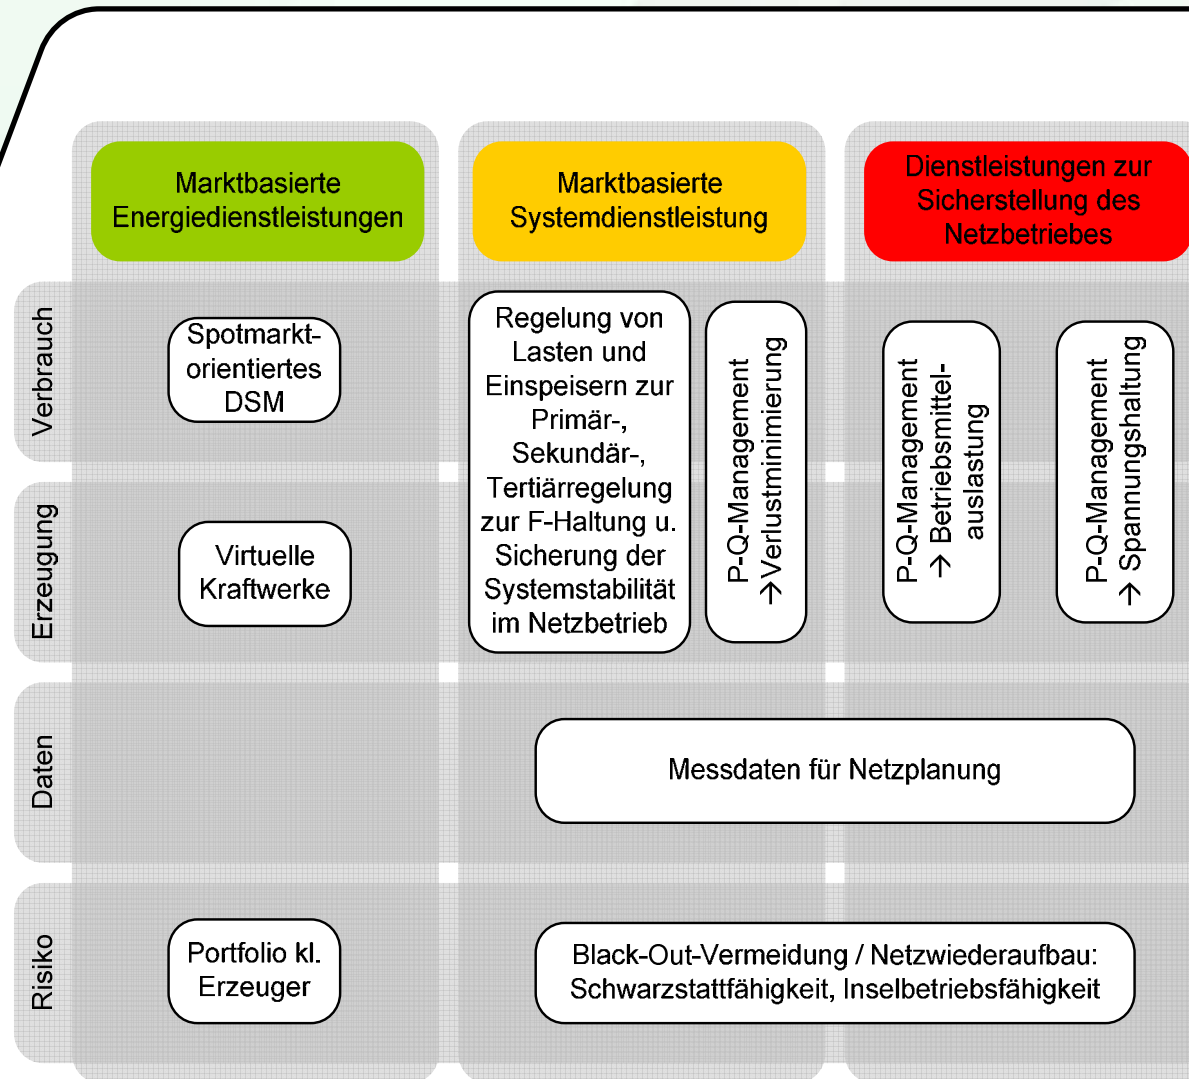 Marktbasierte
Energiedienstleistungen
Marktbasierte
Systemdienstleistung
Dienstleistungen zur
Sicherstellung des
Netzbetriebes
Verbrauch
Spotmarkt-
orientiertes
DSM
Regelung von
Lasten und
Einspeisern zur
Primär-,
Sekundär-,
Tertiärregelung
zur F-Haltung u.
Sicherung der
Systemstabilität
im Netzbetrieb
P-Q-Management
→Verlustminimierung
P-Q-Management
→ Betriebsmittel-
auslastung
P-Q-Management
→ Spannungshaltung
Erzeugung
Virtuelle
Kraftwerke
Daten
Messdaten für Netzplanung
Risiko
Portfolio kl.
Erzeuger
Black-Out-Vermeidung / Netzwiederaufbau:
Schwarzstattfähigkeit, Inselbetriebsfähigkeit